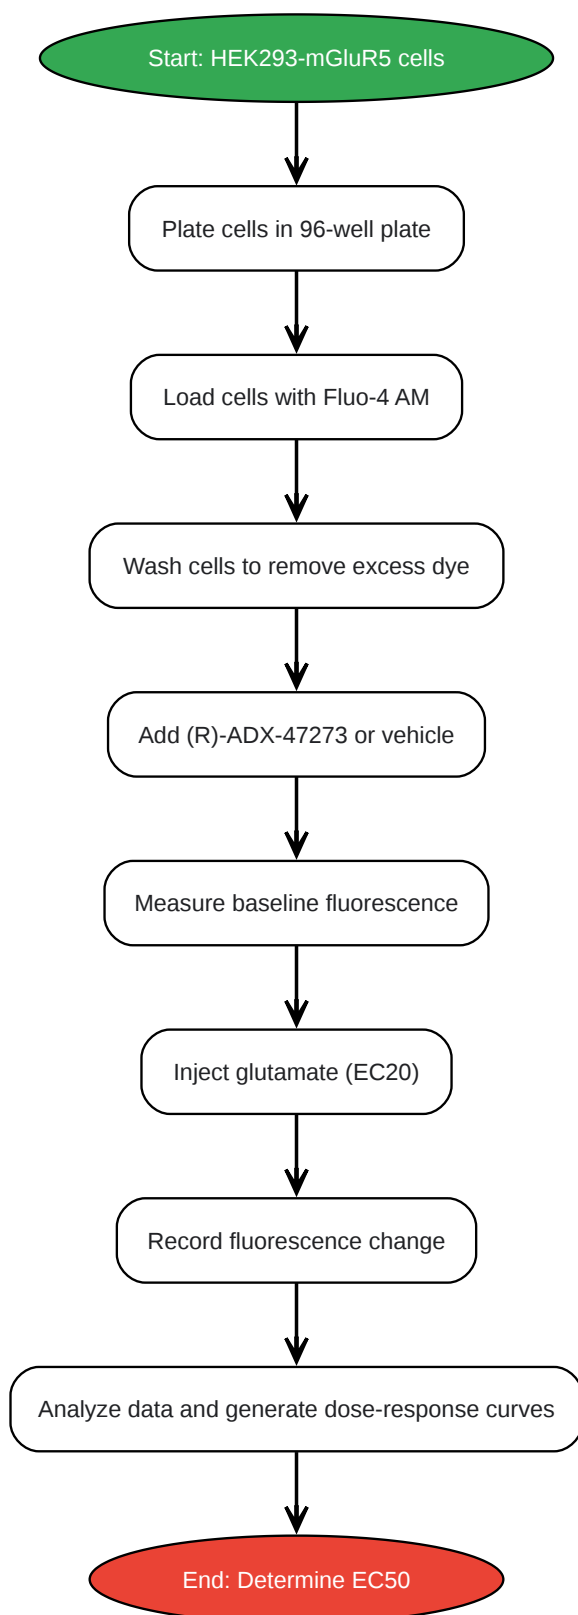 Start: HEK293-mGluR5 cells
Plate cells in 96-well plate
Load cells with Fluo-4 AM
Wash cells to remove excess dye
Add (R)-ADX-47273 or vehicle
Measure baseline fluorescence
Inject glutamate (EC20)
Record fluorescence change
Analyze data and generate dose-response curves
End: Determine EC50